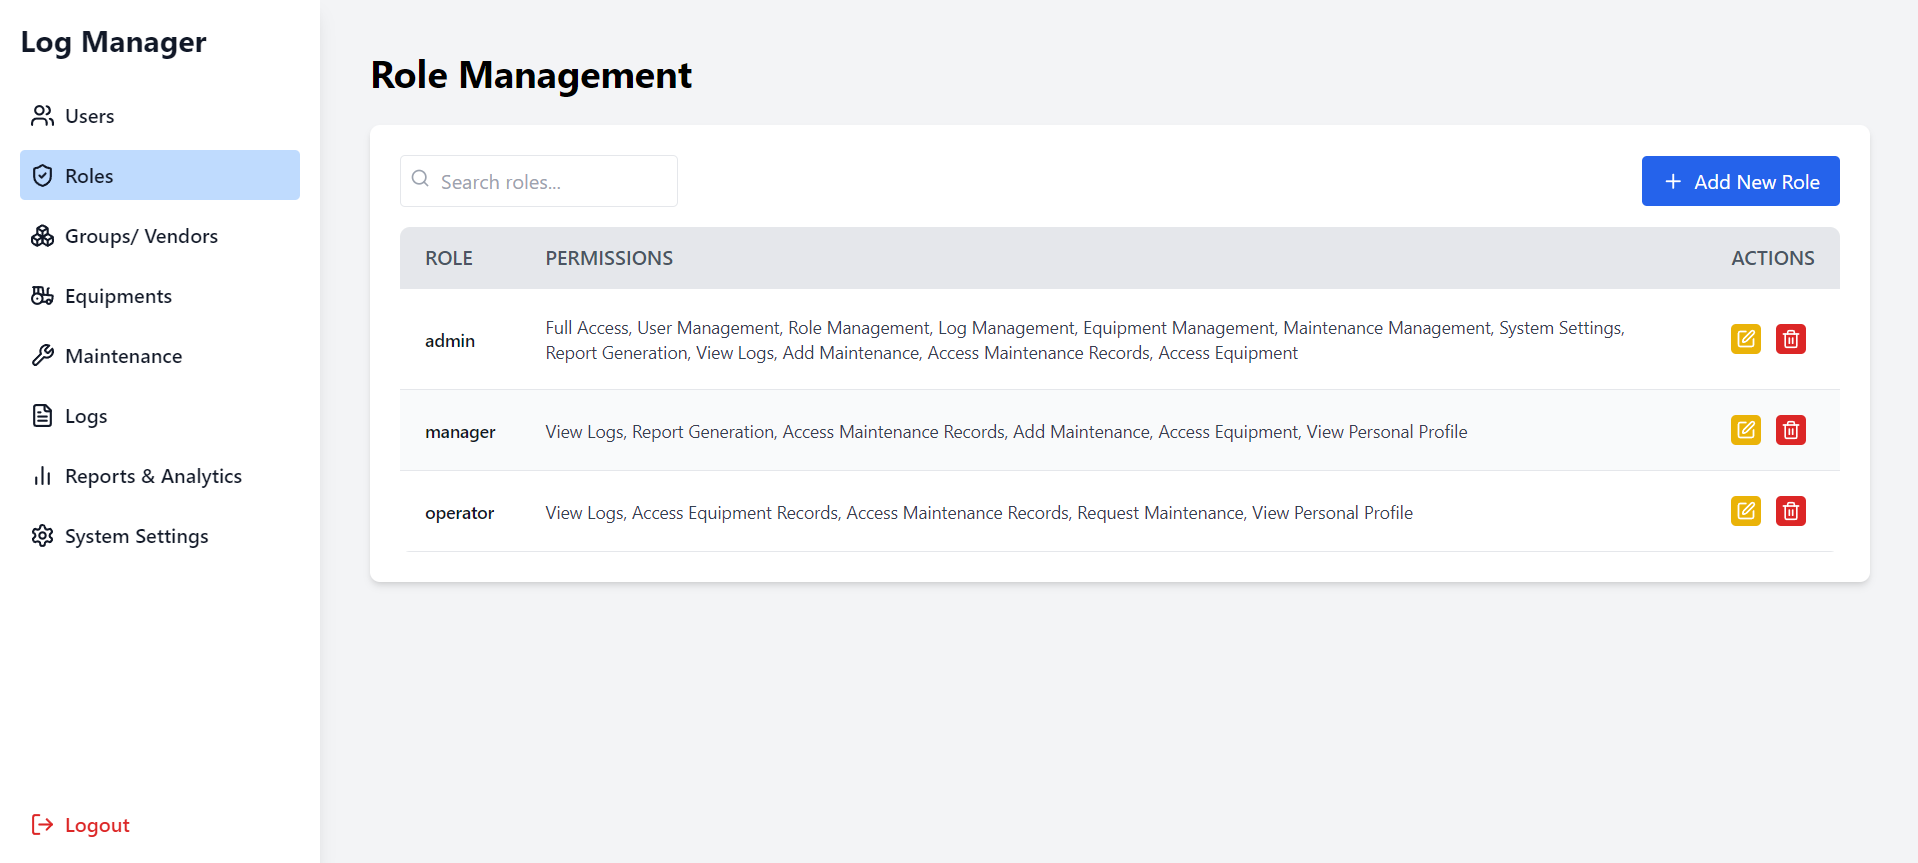 Log Manager
Users
Roles
Groups/ Vendors
Equipments
Maintenance
Logs
Reports & Analytics
System Settings
Logout
Role Management
Search roles...
Add New Role
ROLE PERMISSIONS ACTIONS
admin Full Access, User Management, Role Management, Log Management, Equipment Management, Maintenance Management, System Settings,
Report Generation, View Logs, Add Maintenance, Access Maintenance Records, Access Equipment
manager View Logs, Report Generation, Access Maintenance Records, Add Maintenance, Access Equipment, View Personal Profile
operator View Logs, Access Equipment Records, Access Maintenance Records, Request Maintenance, View Personal Profile